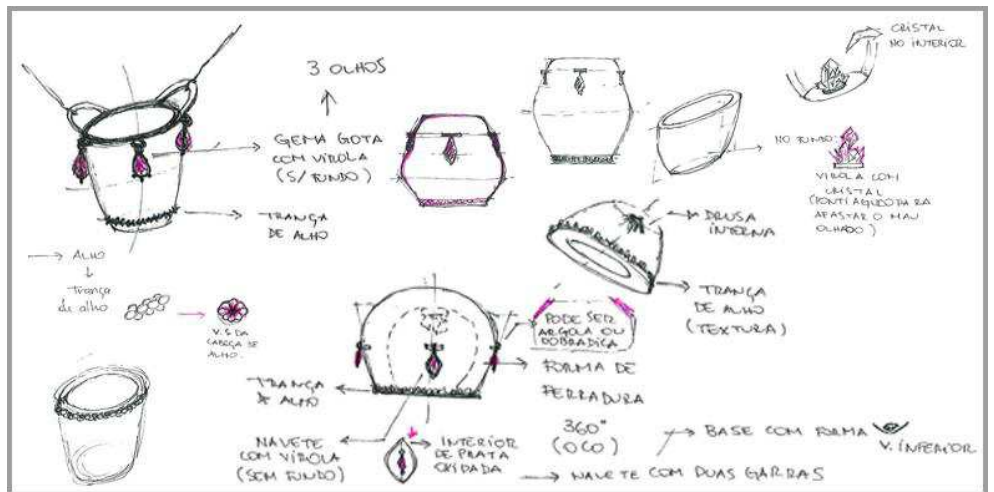 3 OLHOS
GEMA GOTA
COM VIROLA
(S/ FUNDO)
TRANÇA
DE ALHO
→ ALHO
Trança
de alho
V. S DA
CABEÇA DE
ALHO.
CRISTAL
NO INTERIOR
NO FUNDO:
VIROLA COM
CRISTAL
(PONTIAGUDO PARA
AFASTAR O MAU
OLHADO)
DRUSA
INTERNA
TRANÇA
DE ALHO
(TEXTURA)
PODE SER
ARGOLA OU
DOBRADIÇA
FORMA DE
FERRADURA
TRANÇA
DE ALHO
NAVETE
COM VIROLA
(SEM FUNDO)
INTERIOR
DE PRATA
OXIDADA
360°
(OCO)
→ BASE COM FORMA
V. INFERIOR
→ NAVETE COM DUAS GARRAS